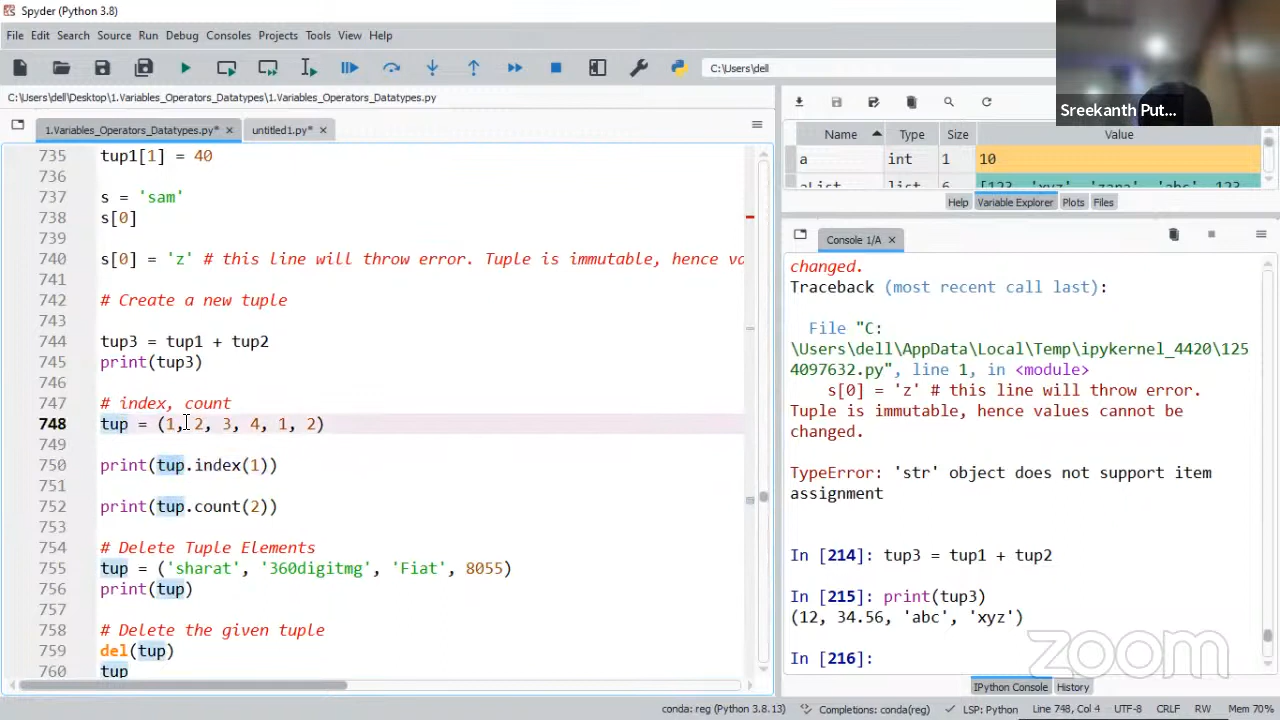 Spyder (Python 3.8)
File Edit Search Source Run Debug Consoles Projects Tools View Help
C:\Users\dell
C:\Users\dell\Desktop\1.Variables_Operators_Datatypes\1.Variables_Operators_Datatypes.py
1.Variables_Operators_Datatypes.py* untitled1.py*
735 tup1[1] = 40
736
737 s = 'sam'
738 s[0]
739
740 s[0] = 'z' # this line will throw error. Tuple is immutable, hence va
741
742 # Create a new tuple
743
744 tup3 = tup1 + tup2
745 print(tup3)
746
747 # index, count
748 tup = (1, 2, 3, 4, 1, 2)
749
750 print(tup.index(1))
751
752 print(tup.count(2))
753
754 # Delete Tuple Elements
755 tup = ('sharat', '360digitmg', 'Fiat', 8055)
756 print(tup)
757
758 # Delete the given tuple
759 del(tup)
760 tup
Sreekanth Put...
Name Type Size Value
a int 1 10
aList list 6 [123, 'xyz', 'zara', 'abc', 123
Help Variable Explorer Plots Files
Console 1/A
changed.
Traceback (most recent call last):
File "C:
\Users\dell\AppData\Local\Temp\ipykernel_4420\125
4097632.py", line 1, in <module>
s[0] = 'z' # this line will throw error.
Tuple is immutable, hence values cannot be
changed.
TypeError: 'str' object does not support item
assignment
In [214]: tup3 = tup1 + tup2
In [215]: print(tup3)
(12, 34.56, 'abc', 'xyz')
In [216]:
zoom
IPython Console History
conda: reg (Python 3.8.13) Completions: conda(reg) LSP: Python Line 748, Col 4 UTF-8 CRLF RW Mem 70%